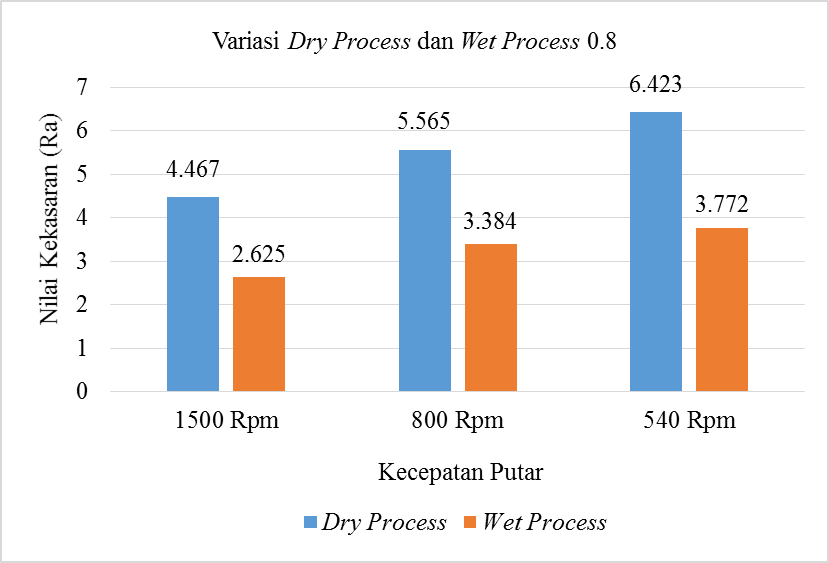 Variasi Dry Process dan Wet Process 0.8
Nilai Kekasaran (Ra)
7
6
5
4
3
2
1
0
4.467
2.625
5.565
3.384
6.423
3.772
1500 Rpm
800 Rpm
540 Rpm
Kecepatan Putar
Dry Process
Wet Process